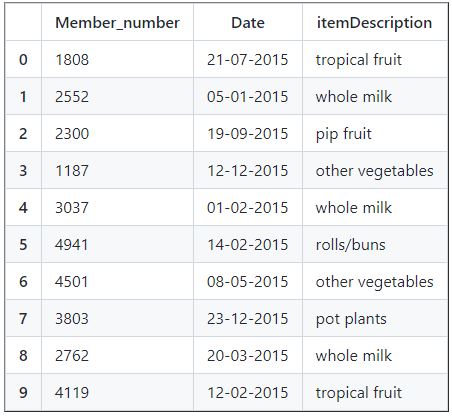 Member_number Date itemDescription
0 1808 21-07-2015 tropical fruit
1 2552 05-01-2015 whole milk
2 2300 19-09-2015 pip fruit
3 1187 12-12-2015 other vegetables
4 3037 01-02-2015 whole milk
5 4941 14-02-2015 rolls/buns
6 4501 08-05-2015 other vegetables
7 3803 23-12-2015 pot plants
8 2762 20-03-2015 whole milk
9 4119 12-02-2015 tropical fruit